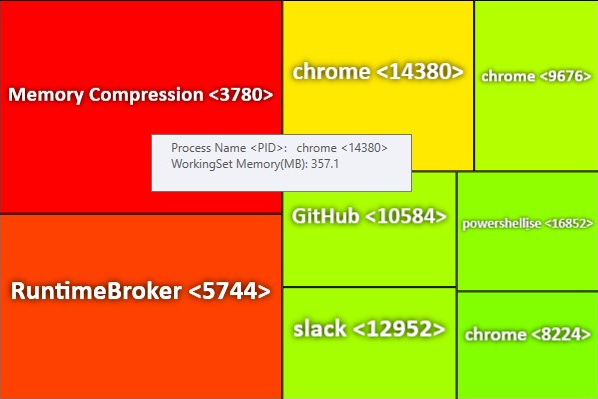 Memory Compression <3780>
chrome <14380>
chrome <9676>
Process Name <PID>: chrome <14380>
WorkingSet Memory(MB): 357.1
GitHub <10584>
powershell_ise <16852>
RuntimeBroker <5744>
slack <12952>
chrome <8224>